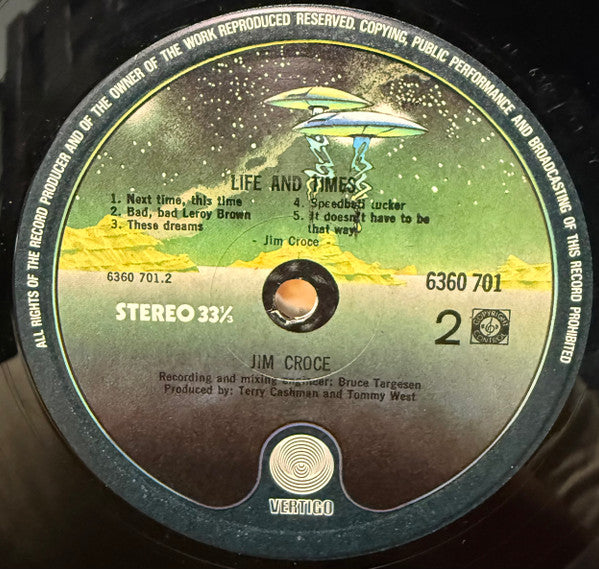 ALL RIGHTS OF THE RECORD PRODUCER AND OF THE OWNER OF THE WORK REPRODUCED RESERVED. COPYING, PUBLIC PERFORMANCE AND BROADCASTING OF THIS RECORD PROHIBITED
LIFE AND TIMES
1. Next time, this time
2. Bad, bad Leroy Brown
3. These dreams
4. Speedball tucker
5. It doesn't have to be
that way
- Jim Croce -
6360 701.2
6360 701
STEREO 33⅓
2
COPYRIGHT
CONTROL
JIM CROCE
Recording and mixing engineer: Bruce Targesen
Produced by: Terry Cashman and Tommy West
VERTIGO